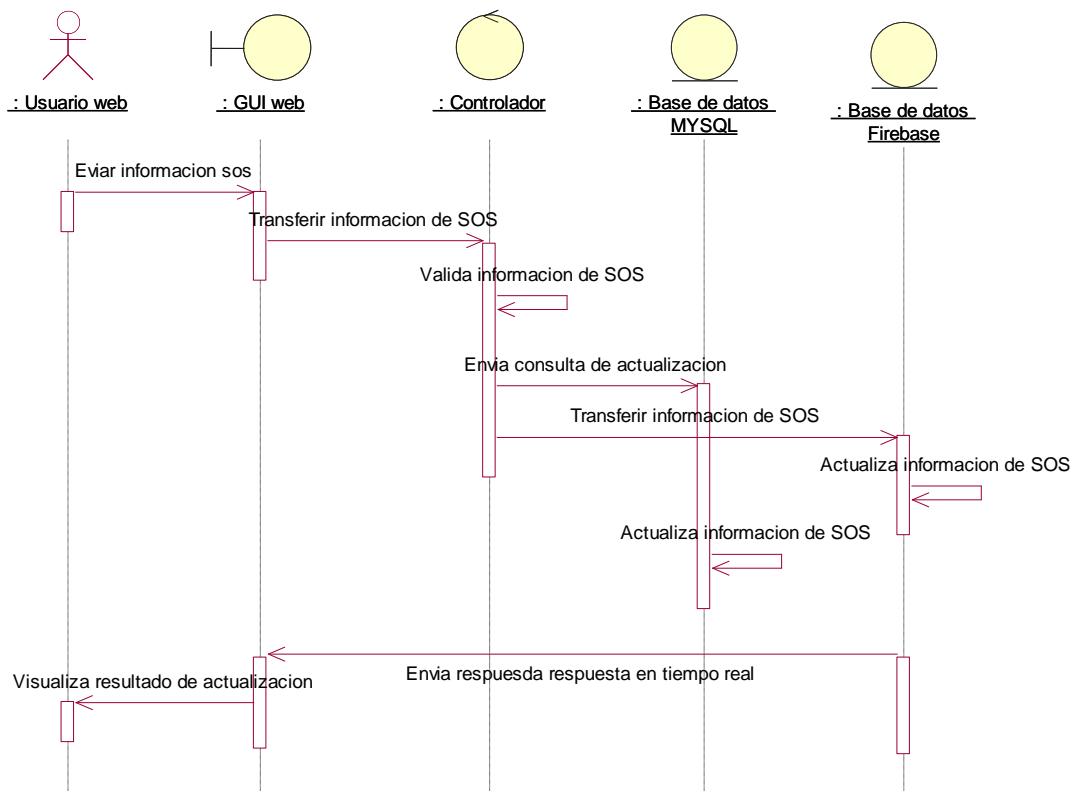 : Usuario web
: GUI web
: Controlador
: Base de datos
MYSQL
: Base de datos
Firebase
Eviar informacion sos
Transferir informacion de SOS
Valida informacion de SOS
Envia consulta de actualizacion
Transferir informacion de SOS
Actualiza informacion de SOS
Actualiza informacion de SOS
Envia respuesda respuesta en tiempo real
Visualiza resultado de actualizacion